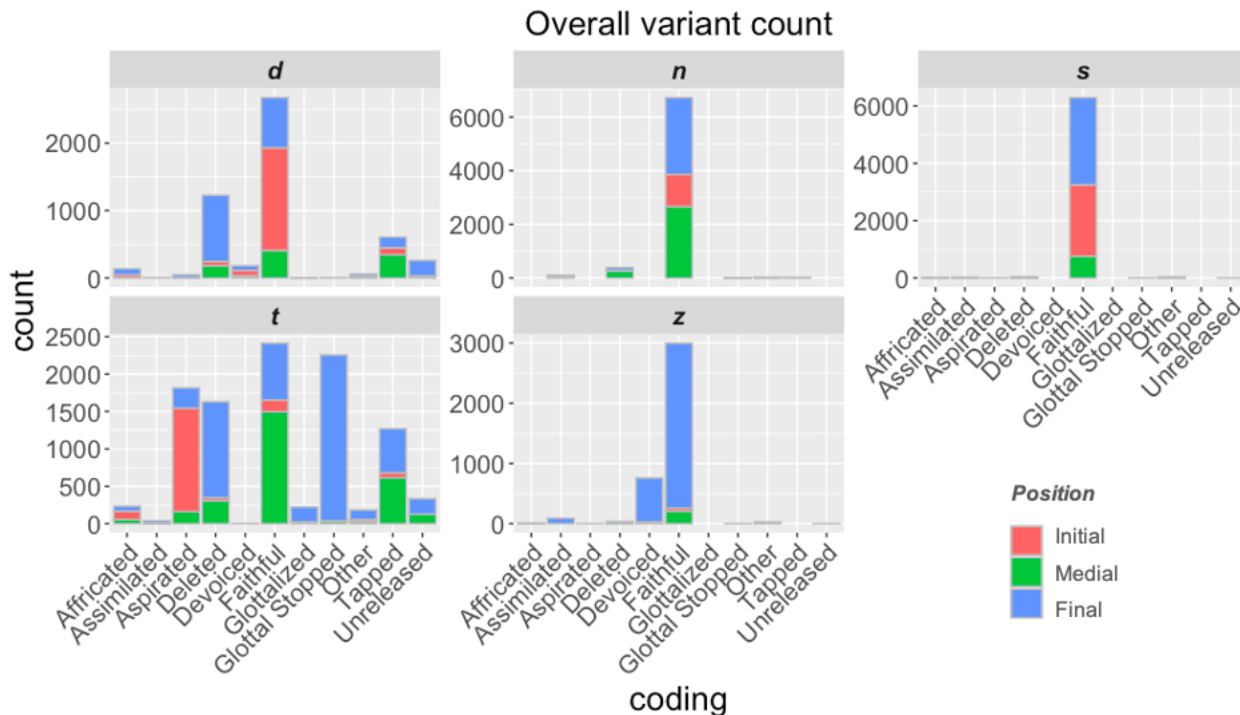 Overall variant count
d
n
s
2000
1000
0
6000
4000
2000
0
6000
4000
2000
0
count
t
z
2500
2000
1500
1000
500
0
3000
2000
1000
0
Affricated
Assimilated
Aspirated
Deleted
Devoiced
Faithful
Glottalized
Glottal Stopped
Other
Tapped
Unreleased
Affricated
Assimilated
Aspirated
Deleted
Devoiced
Faithful
Glottalized
Glottal Stopped
Other
Tapped
Unreleased
Affricated
Assimilated
Aspirated
Deleted
Devoiced
Faithful
Glottalized
Glottal Stopped
Other
Tapped
Unreleased
Position
Initial
Medial
Final
coding